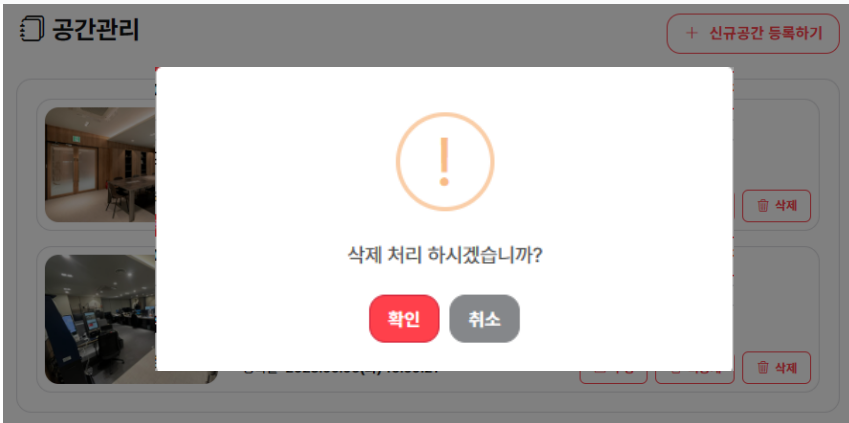 공간관리
+ 신규공간 등록하기
삭제
삭제 처리 하시겠습니까?
확인
취소
삭제